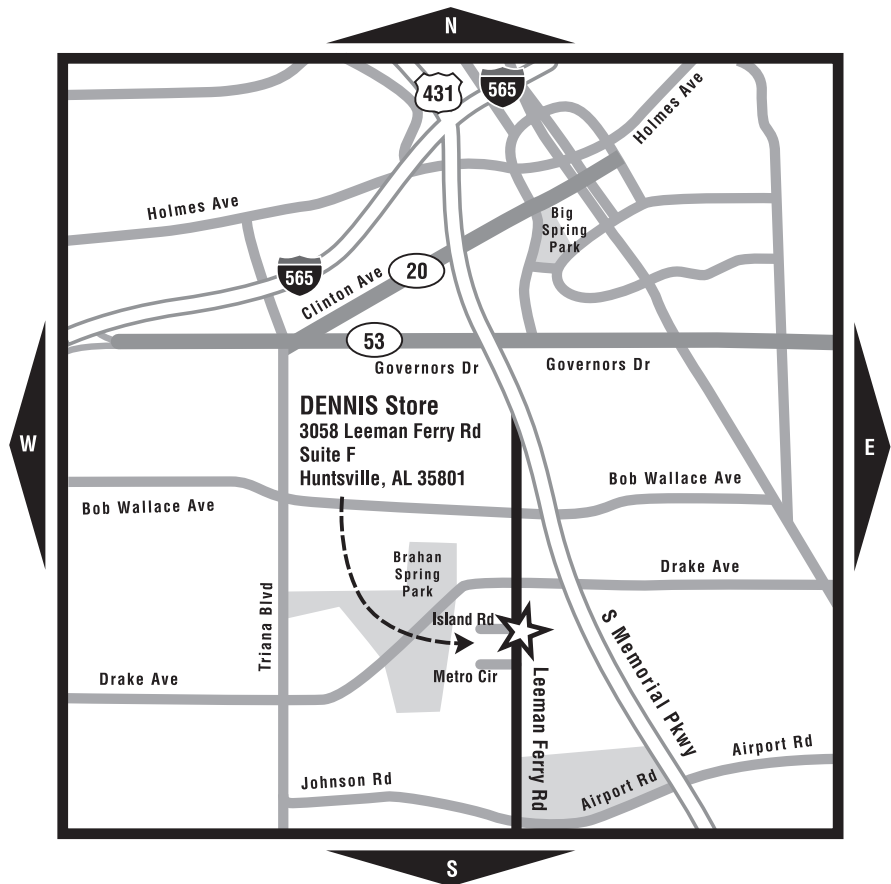 N
431
565
Holmes Ave
Holmes Ave
Big
Spring
Park
565
Clinton Ave
20
53
Governors Dr
Governors Dr
DENNIS Store
3058 Leeman Ferry Rd
Suite F
Huntsville, AL 35801
W
E
Bob Wallace Ave
Bob Wallace Ave
Brahan
Spring
Park
Drake Ave
Triana Blvd
Island Rd
S Memorial Pkwy
Drake Ave
Metro Cir
Leeman Ferry Rd
Airport Rd
Johnson Rd
Airport Rd
S